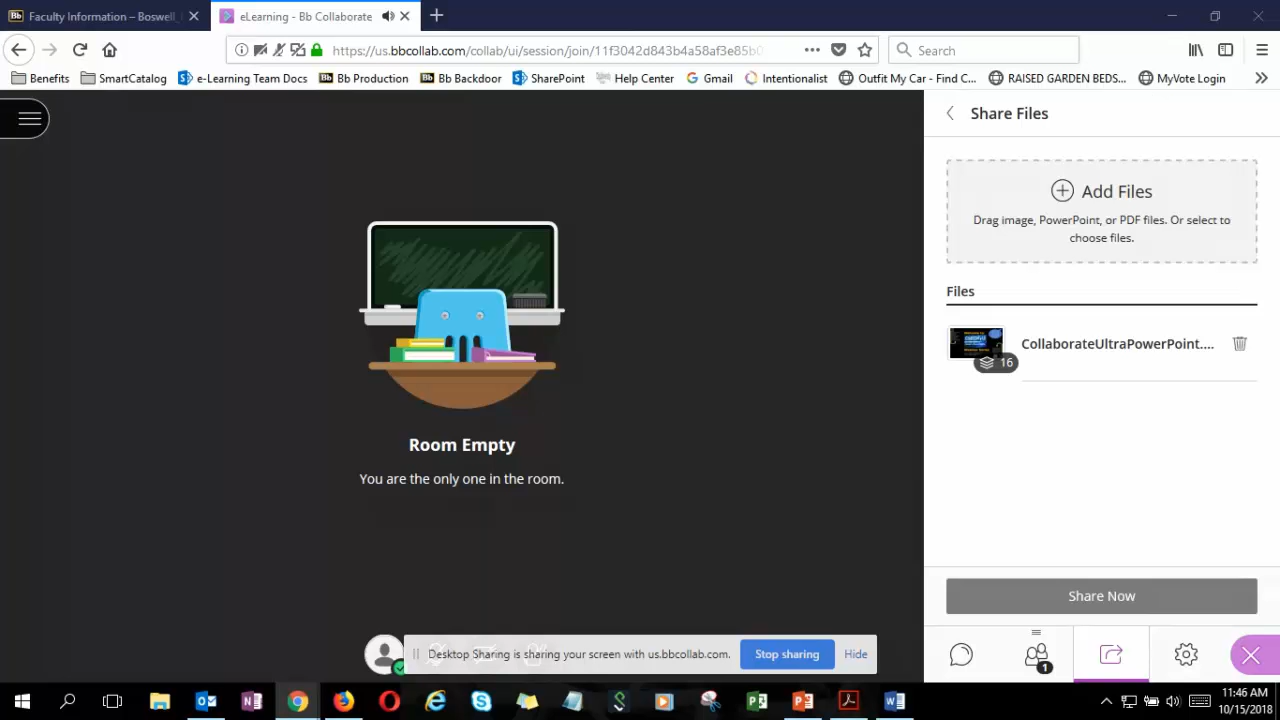 Faculty Information – Boswell_
eLearning - Bb Collaborate
https://us.bbcollab.com/collab/ui/session/join/11f3042d843b4a58af3e85b0
Search
Benefits
SmartCatalog
e-Learning Team Docs
Bb Production
Bb Backdoor
SharePoint
Help Center
Gmail
Intentionalist
Outfit My Car - Find C...
RAISED GARDEN BEDS...
MyVote Login
Share Files
Add Files
Drag image, PowerPoint, or PDF files. Or select to
choose files.
Files
CollaborateUltraPowerPoint....
16
Room Empty
You are the only one in the room.
Share Now
Desktop Sharing is sharing your screen with us.bbcollab.com.
Stop sharing
Hide
1
11:46 AM
10/15/2018